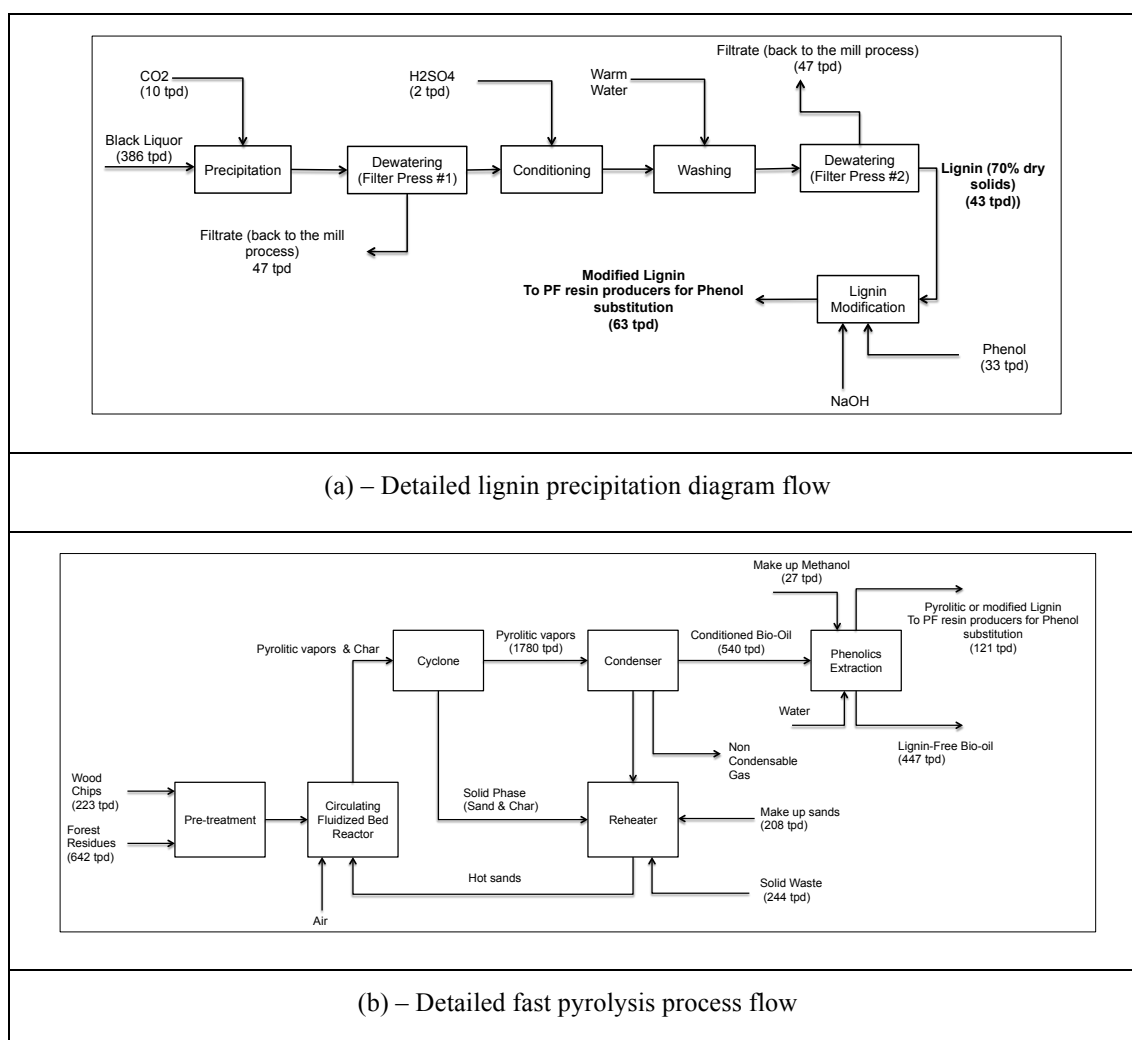 Filtrate (back to the mill process)
(47 tpd)
CO2
(10 tpd)
H2SO4
(2 tpd)
Warm
Water
Black Liquor
(386 tpd)
Precipitation
Dewatering
(Filter Press #1)
Conditioning
Washing
Dewatering
(Filter Press #2)
Lignin (70% dry
solids)
(43 tpd))
Filtrate (back to the mill
process)
47 tpd
Modified Lignin
To PF resin producers for Phenol
substitution
(63 tpd)
Lignin
Modification
Phenol
(33 tpd)
NaOH
(a) – Detailed lignin precipitation diagram flow
Make up Methanol
(27 tpd)
Pyrolitic or modified Lignin
To PF resin producers for Phenol
substitution
(121 tpd)
Pyrolitic vapors & Char
Cyclone
Pyrolitic vapors
(1780 tpd)
Condenser
Conditioned Bio-Oil
(540 tpd)
Phenolics
Extraction
Water
Lignin-Free Bio-oil
(447 tpd)
Non
Condensable
Gas
Wood
Chips
(223 tpd)
Forest
Residues
(642 tpd)
Pre-treatment
Circulating
Fluidized Bed
Reactor
Solid Phase
(Sand & Char)
Reheater
Make up sands
(208 tpd)
Hot sands
Solid Waste
(244 tpd)
Air
(b) – Detailed fast pyrolysis process flow